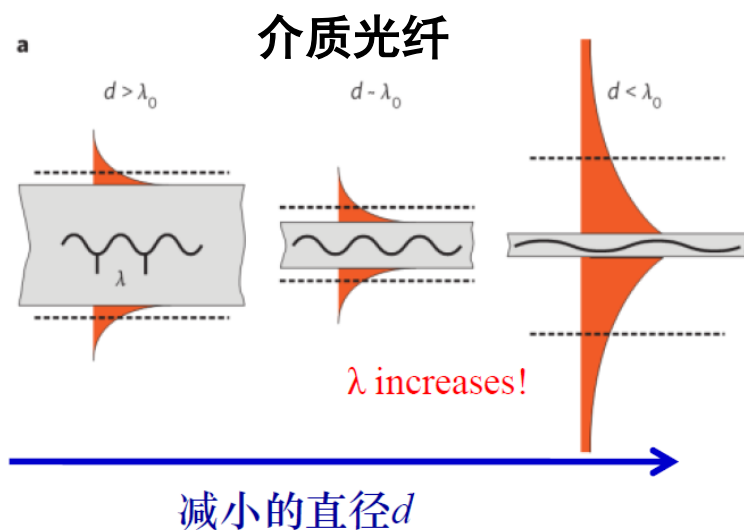 介质光纤
a
d > λ₀
d ~ λ₀
d < λ₀
λ
λ increases!
减小的直径d